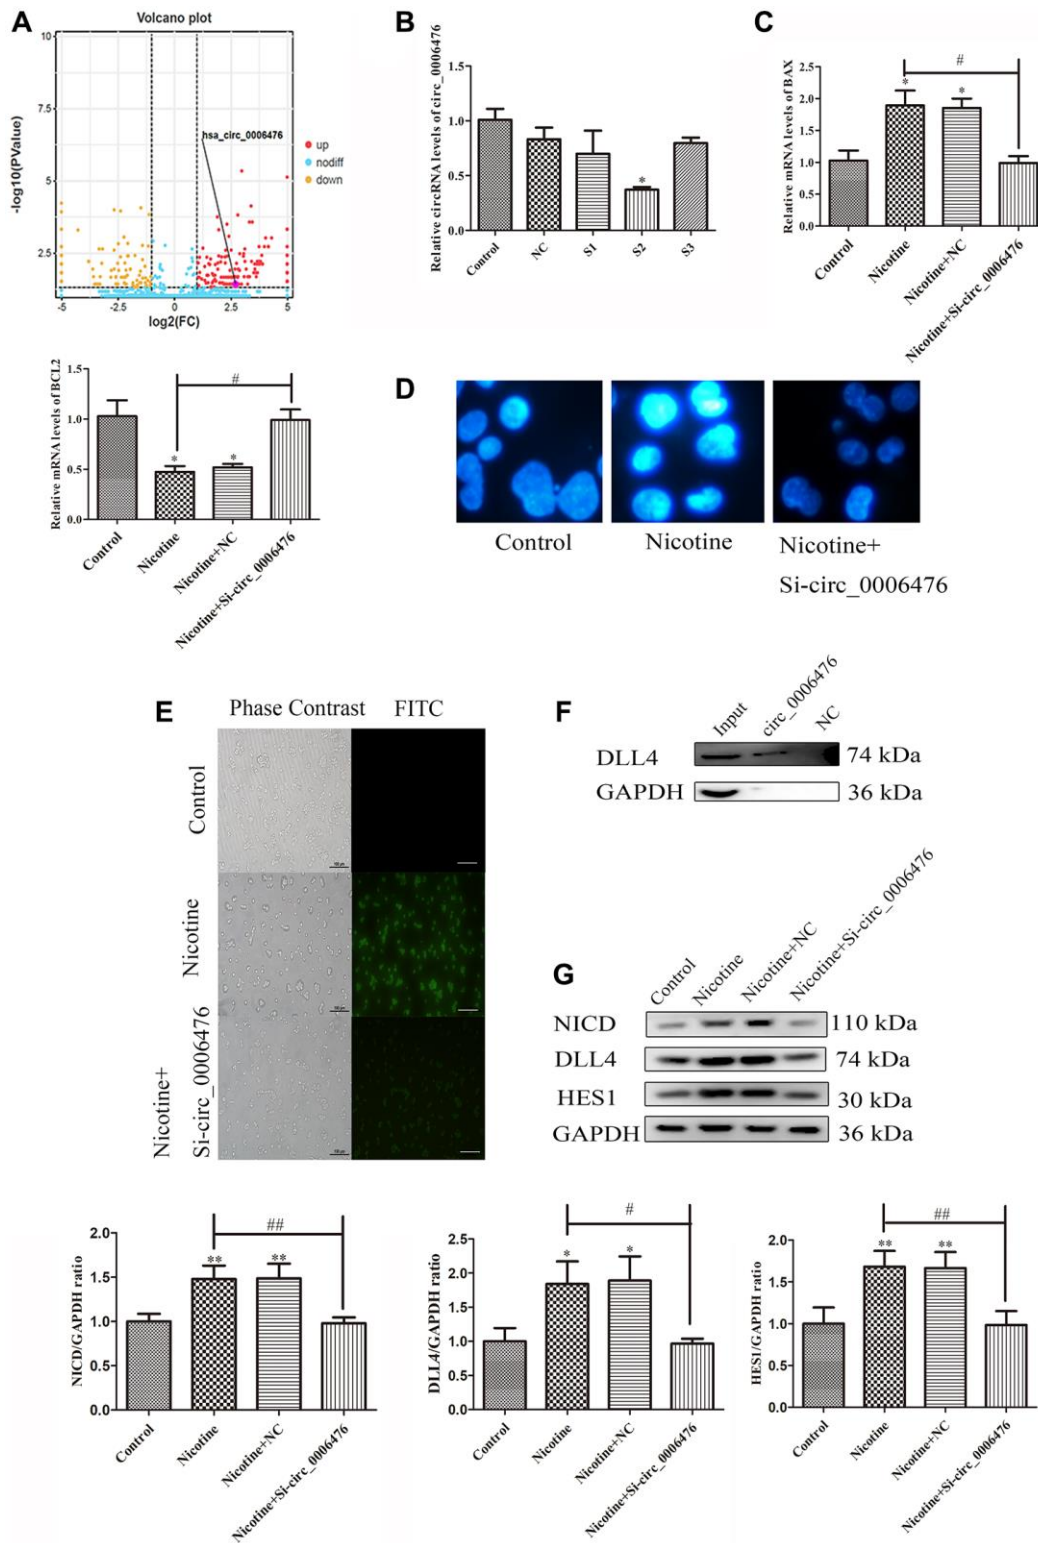 A
Volcano plot
10
7.5
5
2.5
-log10(PValue)
hsa_circ_0006476
up
nodiff
down
-5
-2.5
0
2.5
5
log2(FC)
B
Relative circRNA levels of circ_0006476
1.5
1.0
0.5
0.0
*
Control
NC
S1
S2
S3
C
Relative mRNA levels of BAX
2.5
2.0
1.5
1.0
0.5
0.0
*
*
#
Control
Nicotine
Nicotine+NC
Nicotine+Si-circ_0006476
Relative mRNA levels of BCL2
1.5
1.0
0.5
0.0
*
*
#
Control
Nicotine
Nicotine+NC
Nicotine+Si-circ_0006476
D
Control
Nicotine
Nicotine+
Si-circ_0006476
E
Phase Contrast
FITC
Control
Nicotine
Nicotine+
Si-circ_0006476
F
Input
circ_0006476
NC
DLL4
74 kDa
GAPDH
36 kDa
G
Control
Nicotine
Nicotine+NC
Nicotine+Si-circ_0006476
NICD
110 kDa
DLL4
74 kDa
HES1
30 kDa
GAPDH
36 kDa
NICD/GAPDH ratio
2.0
1.5
1.0
0.5
0.0
**
**
##
Control
Nicotine
Nicotine+NC
Nicotine+Si-circ_0006476
DLL4/GAPDH ratio
2.5
2.0
1.5
1.0
0.5
0.0
*
*
#
Control
Nicotine
Nicotine+NC
Nicotine+Si-circ_0006476
HES1/GAPDH ratio
2.0
1.5
1.0
0.5
0.0
**
**
##
Control
Nicotine
Nicotine+NC
Nicotine+Si-circ_0006476